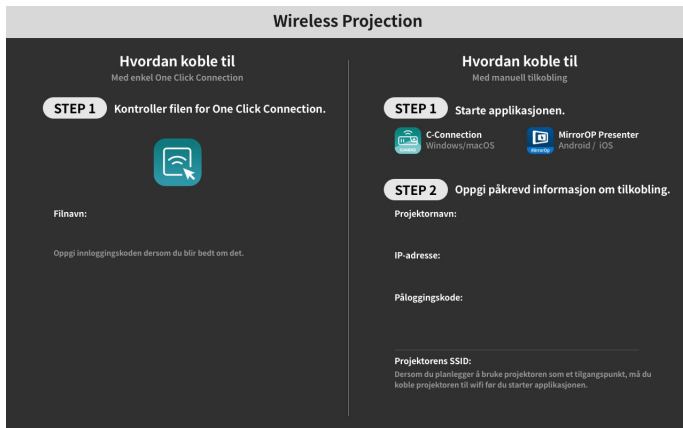 Wireless Projection
Hvordan koble til
Med enkel One Click Connection
STEP 1 Kontroller filen for One Click Connection.
Filnavn:
Oppgi innloggingskoden dersom du blir bedt om det.
Hvordan koble til
Med manuell tilkobling
STEP 1 Starte applikasjonen.
CASIO
C-Connection
Windows/macOS
MirrorOp
MirrorOP Presenter
Android / iOS
STEP 2 Oppgi påkrevd informasjon om tilkobling.
Projektornavn:
IP-adresse:
Påloggingskode:
Projektorens SSID:
Dersom du planlegger å bruke projektoren som et tilgangspunkt, må du
koble projektoren til wifi før du starter applikasjonen.